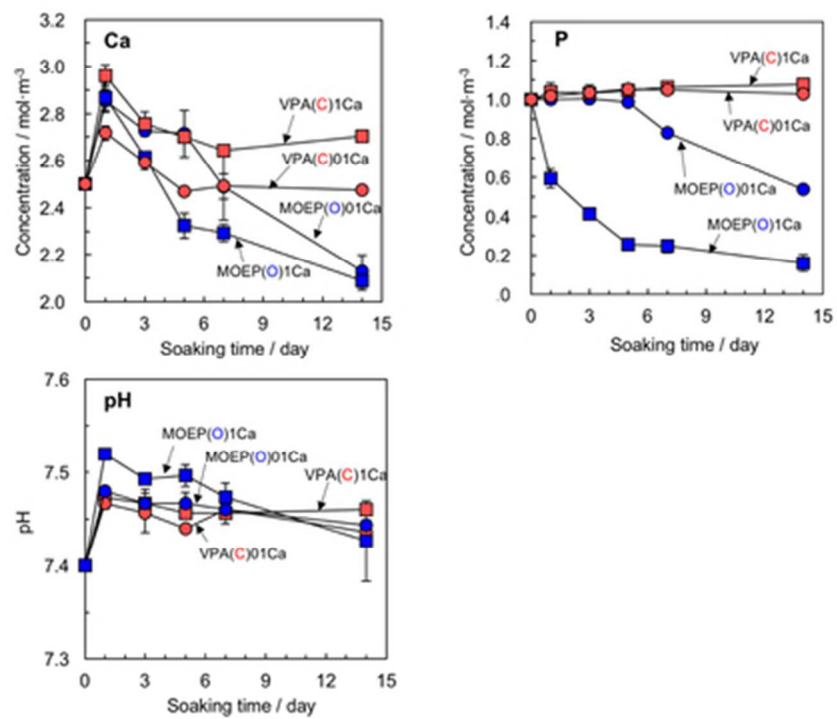 Ca
3.2
3.0
2.8
2.6
2.4
2.2
2.0
Concentration / mol·m-3
0 3 6 9 12 15
Soaking time / day
VPA(C)1Ca
VPA(C)01Ca
MOEP(O)01Ca
MOEP(O)1Ca
P
1.4
1.2
1.0
0.8
0.6
0.4
0.2
.0
Concentration / mol·m-3
0 3 6 9 12 15
Soaking time / day
VPA(C)1Ca
VPA(C)01Ca
MOEP(O)01Ca
MOEP(O)1Ca
pH
7.6
7.5
7.4
7.3
pH
0 3 6 9 12 15
Soaking time / day
MOEP(O)1Ca
MOEP(O)01Ca
VPA(C)1Ca
VPA(C)01Ca